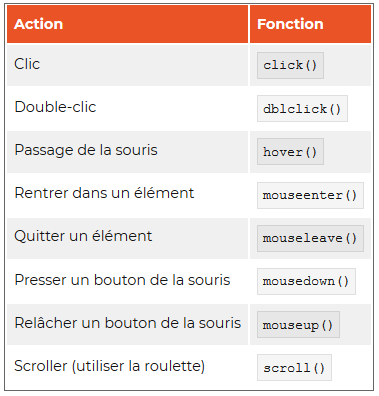 Action Fonction
Clic click()
Double-clic dblclick()
Passage de la souris hover()
Rentrer dans un élément mouseenter()
Quitter un élément mouseleave()
Presser un bouton de la souris mousedown()
Relâcher un bouton de la souris mouseup()
Scroller (utiliser la roulette) scroll()